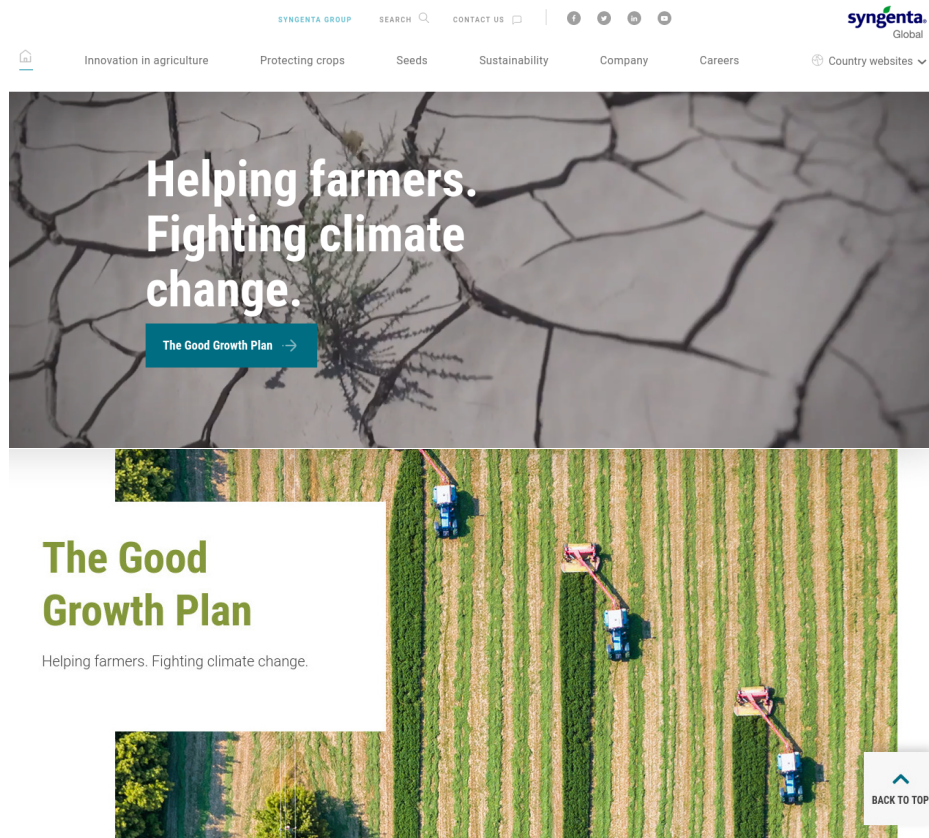 SYNGENTA GROUP
SEARCH
CONTACT US
syngenta.
Global
Innovation in agriculture
Protecting crops
Seeds
Sustainability
Company
Careers
Country websites
Helping farmers.
Fighting climate
change.
The Good Growth Plan
The Good
Growth Plan
Helping farmers. Fighting climate change.
BACK TO TOP